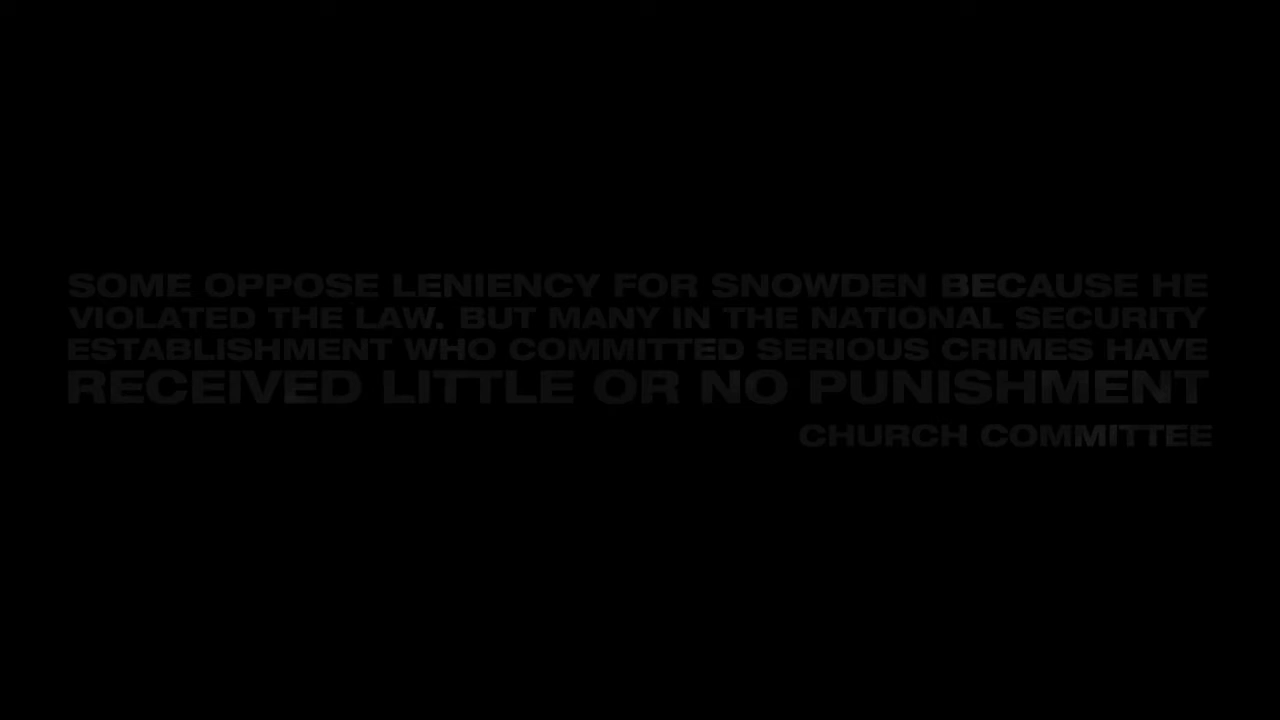 SOME OPPOSE LENIENCY FOR SNOWDEN BECAUSE HE
VIOLATED THE LAW. BUT MANY IN THE NATIONAL SECURITY
ESTABLISHMENT WHO COMMITTED SERIOUS CRIMES HAVE
RECEIVED LITTLE OR NO PUNISHMENT
CHURCH COMMITTEE